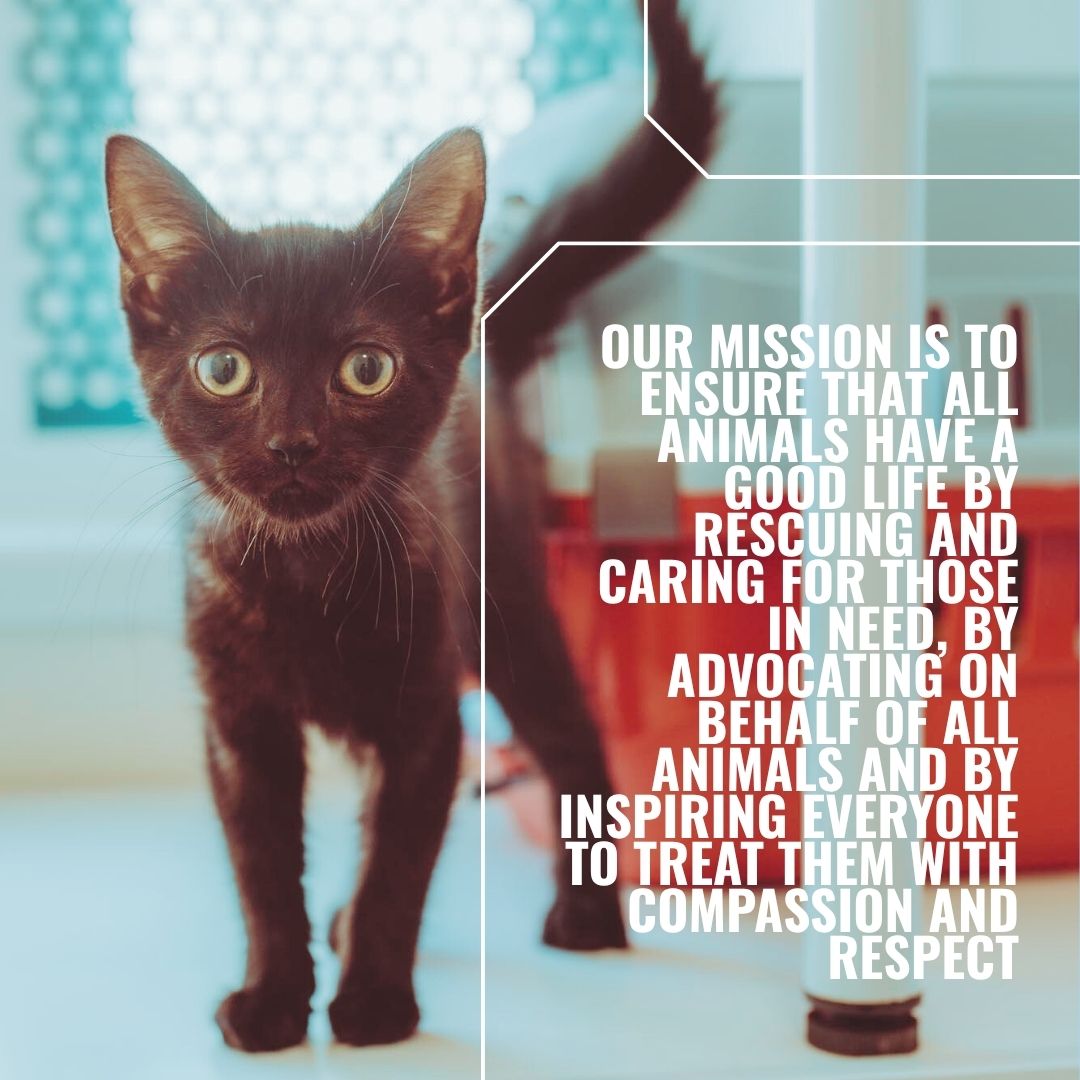 OUR MISSION IS TO
ENSURE THAT ALL
ANIMALS HAVE A
GOOD LIFE BY
RESCUING AND
CARING FOR THOSE
IN NEED, BY
ADVOCATING ON
BEHALF OF ALL
ANIMALS AND BY
INSPIRING EVERYONE
TO TREAT THEM WITH
COMPASSION AND
RESPECT